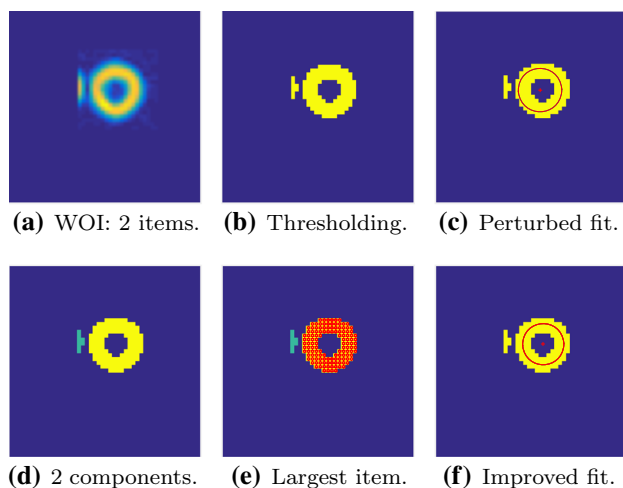 (a) WOI: 2 items. (b) Thresholding. (c) Perturbed fit.
(d) 2 components. (e) Largest item. (f) Improved fit.